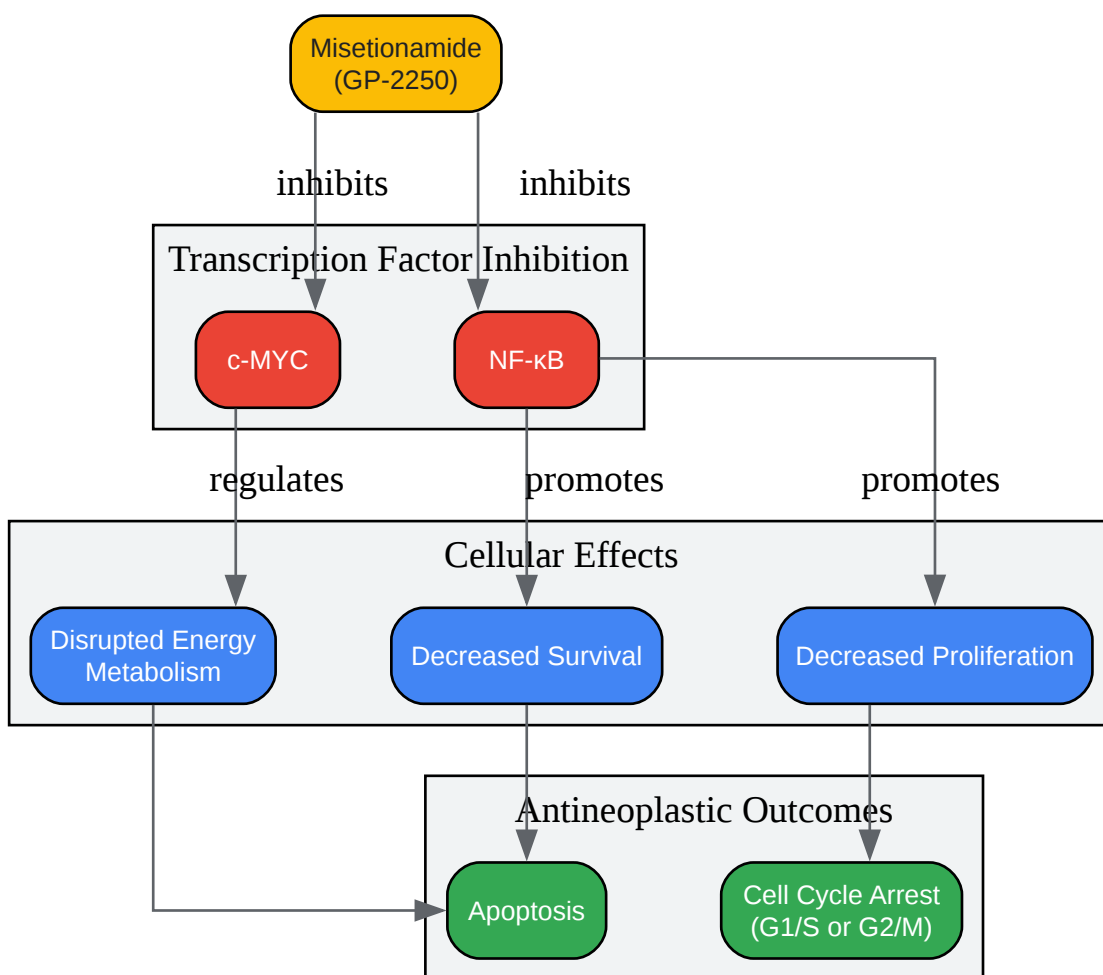 Misetionamide
(GP-2250)
inhibits
inhibits
Transcription Factor Inhibition
c-MYC
NF-κB
regulates
promotes
promotes
Cellular Effects
Disrupted Energy
Metabolism
Decreased Survival
Decreased Proliferation
Antineoplastic Outcomes
Apoptosis
Cell Cycle Arrest
(G1/S or G2/M)